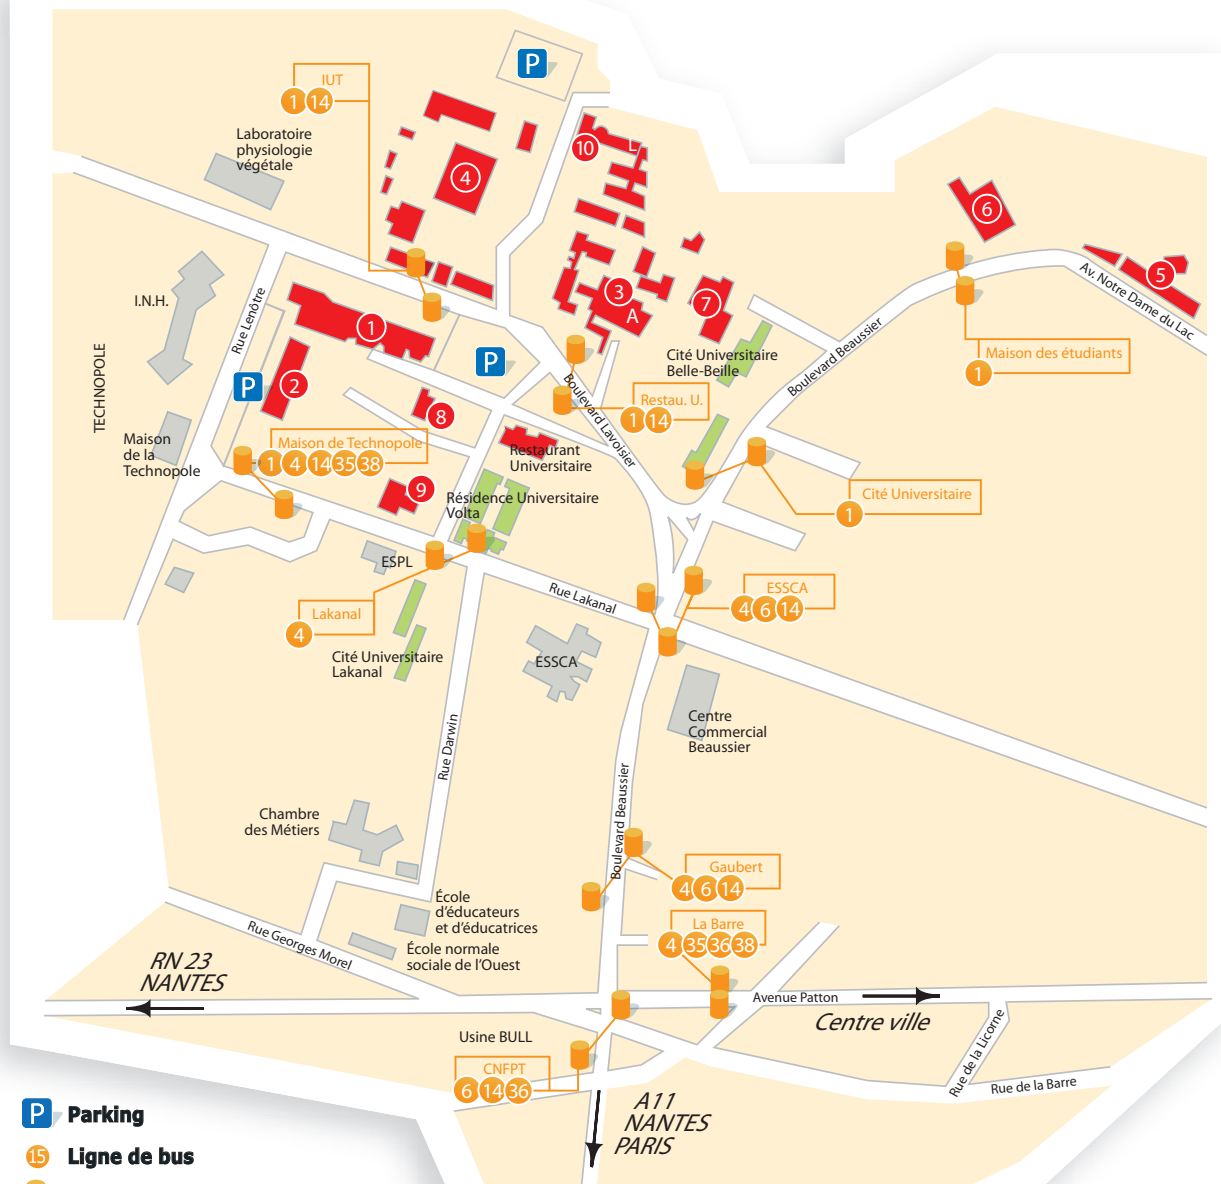 P
IUT
1 14
Laboratoire
physiologie
végétale
10
L
4
6
5
I.N.H.
Rue Lenôtre
3
A
7
1
Av. Notre Dame du Lac
Boulevard Beaussier
Maison des étudiants
1
TECHNOPOLE
P
2
P
Cité Universitaire
Belle-Beille
Boulevard Lavoisier
Restau. U.
1 14
8
Maison
de la
Technopole
Maison de Technopole
1 4 14 35 38
Restaurant
Universitaire
9
Résidence Universitaire
Volta
Cité Universitaire
1
ESPL
Rue Lakanal
ESSCA
4 6 14
Lakanal
4
Cité Universitaire
Lakanal
ESSCA
Centre
Commercial
Beaussier
Rue Darwin
Boulevard Beaussier
Chambre
des Métiers
Gaubert
4 6 14
École
d'éducateurs
et d'éducatrices
La Barre
4 35 36 38
Rue Georges Morel
École normale
sociale de l'Ouest
RN 23
NANTES
Avenue Patton
Centre ville
Usine BULL
CNFPT
6 14 36
Rue de la Licorne
Rue de la Barre
A11
NANTES
PARIS
P Parking
15 Ligne de bus